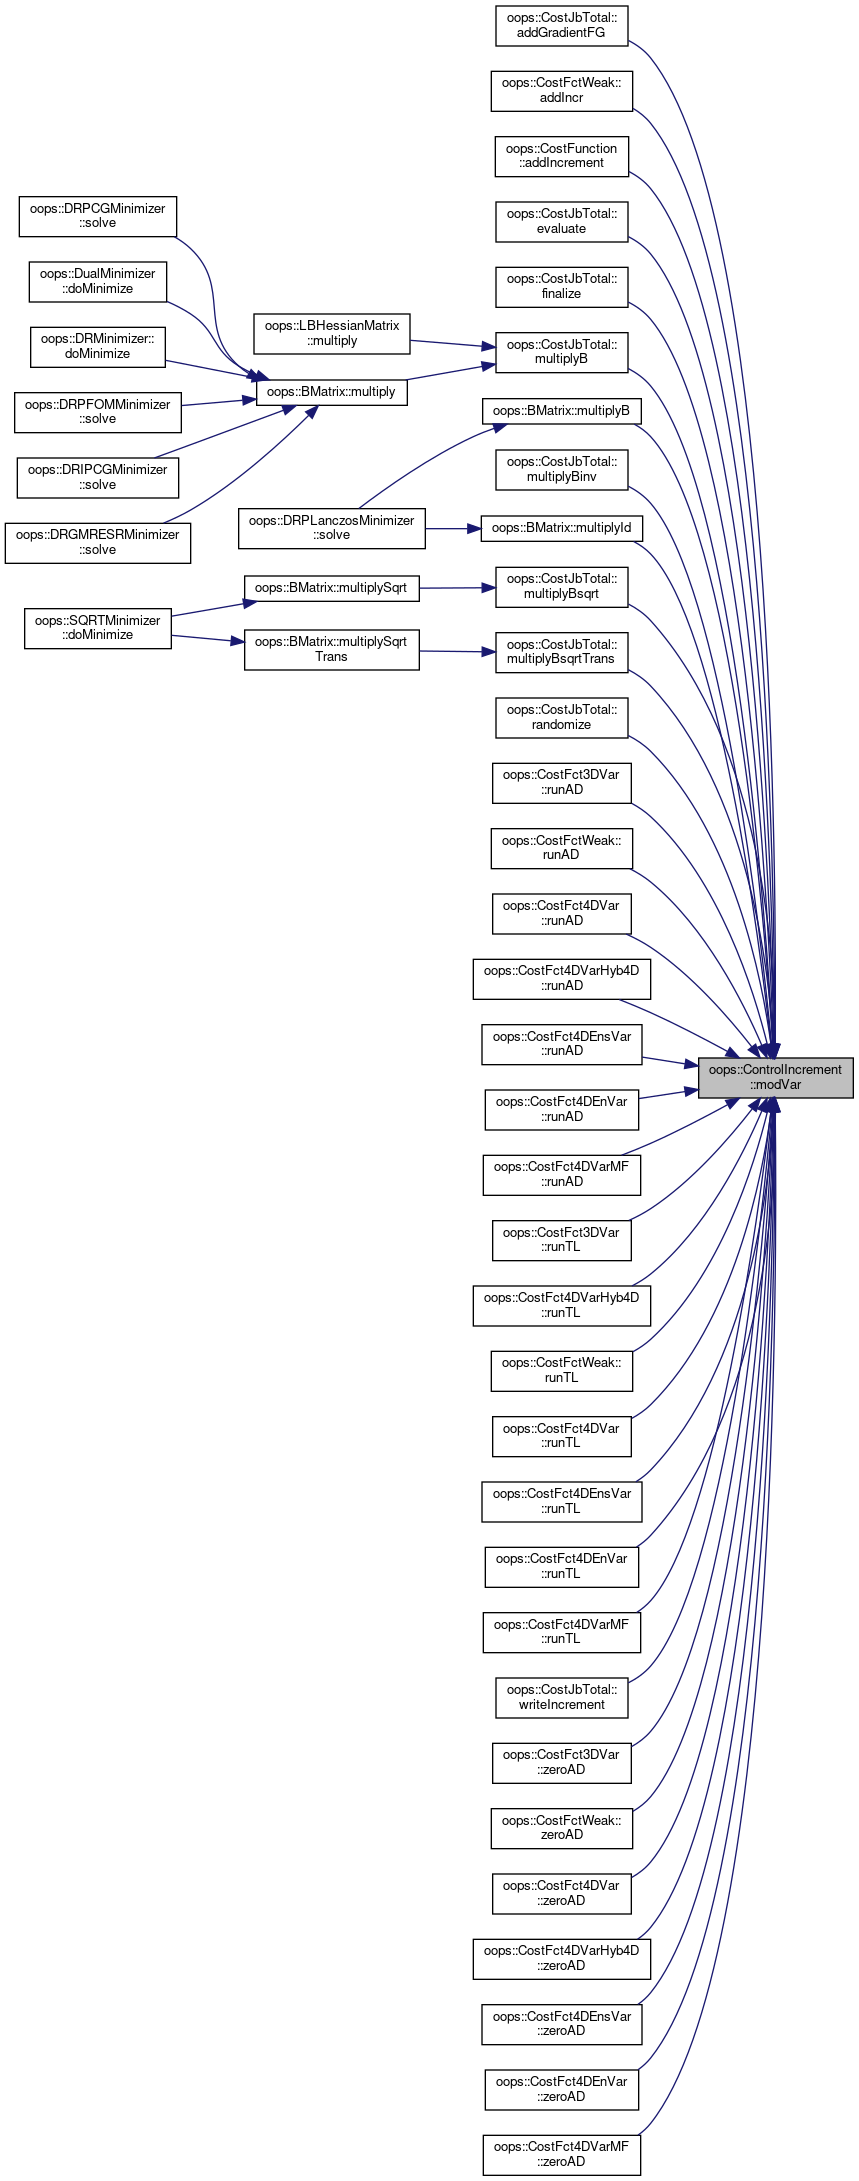 oops::CostJbTotal::
addGradientFG
oops::CostFctWeak::
addIncr
oops::CostFunction
::addIncrement
oops::CostJbTotal::
evaluate
oops::CostJbTotal::
finalize
oops::CostJbTotal::
multiplyB
oops::BMatrix::multiplyB
oops::CostJbTotal::
multiplyBinv
oops::BMatrix::multiplyId
oops::CostJbTotal::
multiplyBsqrt
oops::CostJbTotal::
multiplyBsqrtTrans
oops::CostJbTotal::
randomize
oops::CostFct3DVar
::runAD
oops::CostFctWeak::
runAD
oops::CostFct4DVar
::runAD
oops::CostFct4DVarHyb4D
::runAD
oops::CostFct4DEnsVar
::runAD
oops::CostFct4DEnVar
::runAD
oops::CostFct4DVarMF
::runAD
oops::CostFct3DVar
::runTL
oops::CostFct4DVarHyb4D
::runTL
oops::CostFctWeak::
runTL
oops::CostFct4DVar
::runTL
oops::CostFct4DEnsVar
::runTL
oops::CostFct4DEnVar
::runTL
oops::CostFct4DVarMF
::runTL
oops::CostJbTotal::
writeIncrement
oops::CostFct3DVar
::zeroAD
oops::CostFctWeak::
zeroAD
oops::CostFct4DVar
::zeroAD
oops::CostFct4DVarHyb4D
::zeroAD
oops::CostFct4DEnsVar
::zeroAD
oops::CostFct4DEnVar
::zeroAD
oops::CostFct4DVarMF
::zeroAD
oops::LBHessianMatrix
::multiply
oops::BMatrix::multiply
oops::DRPLanczosMinimizer
::solve
oops::BMatrix::multiplySqrt
oops::BMatrix::multiplySqrt
Trans
oops::DRPCGMinimizer
::solve
oops::DualMinimizer
::doMinimize
oops::DRMinimizer::
doMinimize
oops::DRPFOMMinimizer
::solve
oops::DRIPCGMinimizer
::solve
oops::DRGMRESRMinimizer
::solve
oops::SQRTMinimizer
::doMinimize
oops::ControlIncrement
::modVar